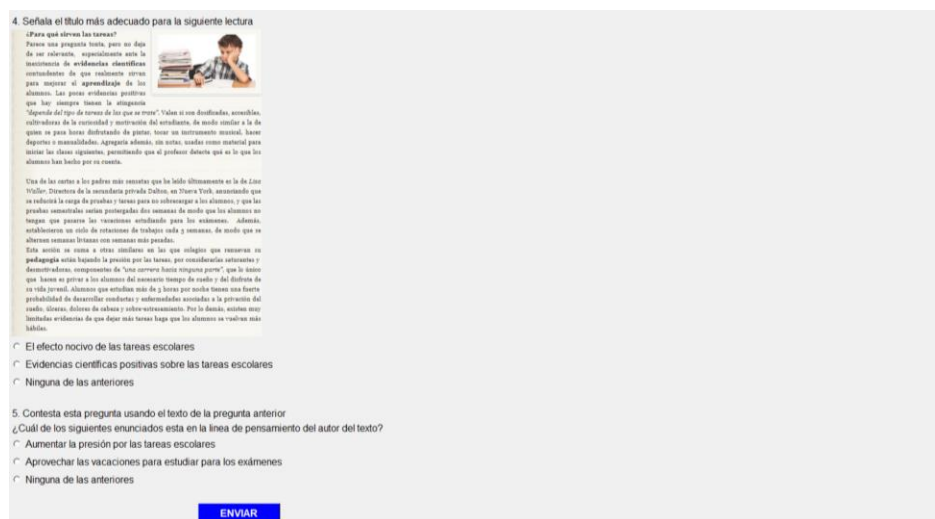 4. Señala el título más adecuado para la siguiente lectura
¿Para qué sirven las tareas?
Parece una pregunta tonta, pero no deja
de ser relevante, especialmente ante la
inexistencia de evidencias científicas
contundentes de que realmente sirvan
para mejorar el aprendizaje de los
alumnos. Las pocas evidencias positivas
que hay siempre tienen la atingencia
"depende del tipo de tareas de las que se trate". Valen si son dosificadas, accesibles,
cultivadoras de la curiosidad y motivación del estudiante, de modo similar a la de
quien se pasa horas disfrutando de pintar, tocar un instrumento musical, hacer
deportes o manualidades. Agregaría además, sin notas, usadas como material para
iniciar las clases siguientes, permitiendo que el profesor detecte qué es lo que los
alumnos han hecho por su cuenta.
Una de las cartas a los padres más sensatas que he leído últimamente es la de
Waller, Directora de la secundaria privada Dalton, en Nueva York, anunciando que
se reducirá la carga de pruebas y tareas para no sobrecargar a los alumnos, y que las
pruebas semestrales serían postergadas dos semanas de modo que los alumnos no
tengan que pasarse las vacaciones estudiando para los exámenes. Además,
establecieron un ciclo de rotaciones de trabajos cada 3 semanas, de modo que se
alternen semanas livianas con semanas más pesadas.
Esta acción se suma a otras similares en las que colegios que renuevan su
pedagogía están bajando la presión por las tareas, por considerarlas saturantes y
desmotivadoras, componentes de "una carrera hacia ninguna parte", que lo único
que hacen es privar a los alumnos del necesario tiempo de sueño y del disfrute de
su vida juvenil. Alumnos que estudian más de 3 horas por noche tienen una fuerte
probabilidad de desarrollar conductas y enfermedades asociadas a la privación del
sueño, úlceras, dolores de cabeza y sobre-estresamiento. Por lo demás, existen muy
limitadas evidencias de que dejar más tareas haga que los alumnos se vuelvan más
hábiles.
El efecto nocivo de las tareas escolares
Evidencias científicas positivas sobre las tareas escolares
Ninguna de las anteriores
5. Contesta esta pregunta usando el texto de la pregunta anterior
¿Cuál de los siguientes enunciados esta en la linea de pensamiento del autor del texto?
Aumentar la presión por las tareas escolares
Aprovechar las vacaciones para estudiar para los exámenes
Ninguna de las anteriores
ENVIAR